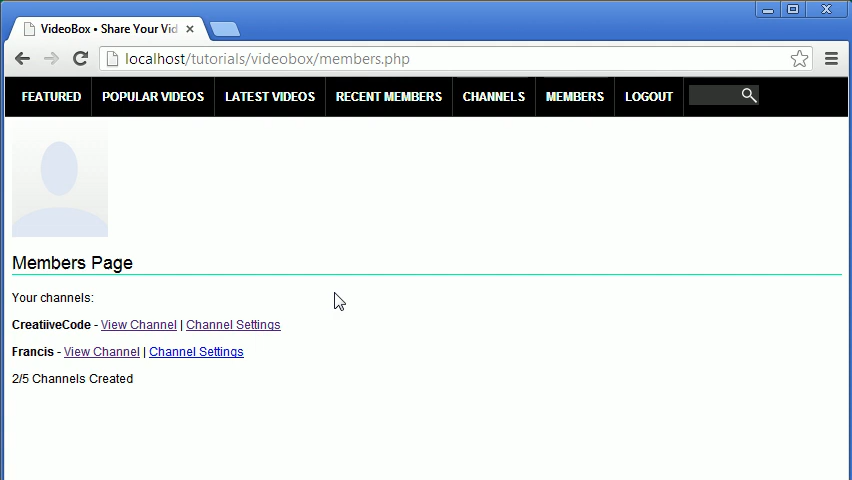 VideoBox • Share Your Vid
localhost/tutorials/videobox/members.php
FEATURED POPULAR VIDEOS LATEST VIDEOS RECENT MEMBERS CHANNELS MEMBERS LOGOUT
Members Page
Your channels:
CreatiiveCode - View Channel | Channel Settings
Francis - View Channel | Channel Settings
2/5 Channels Created